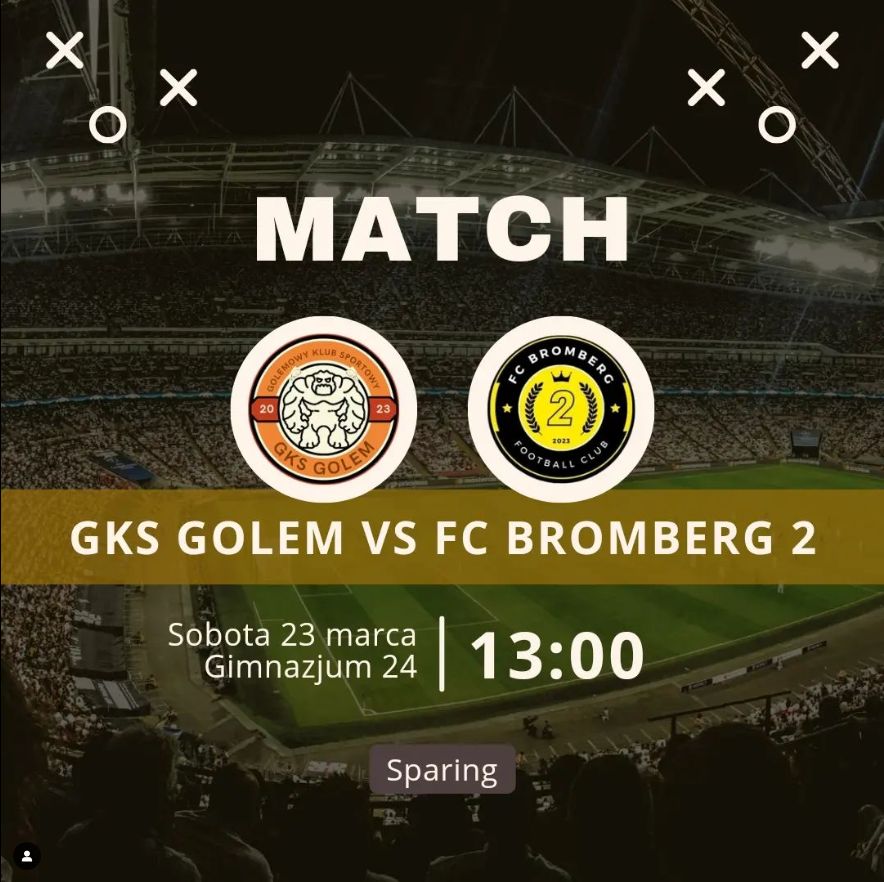 MATCH
GOLEMOWY KLUB SPORTOWY
20 23
GKS GOLEM
FC BROMBERG
2
2023
FOOTBALL CLUB
GKS GOLEM VS FC BROMBERG 2
Sobota 23 marca
Gimnazjum 24
13:00
Sparing